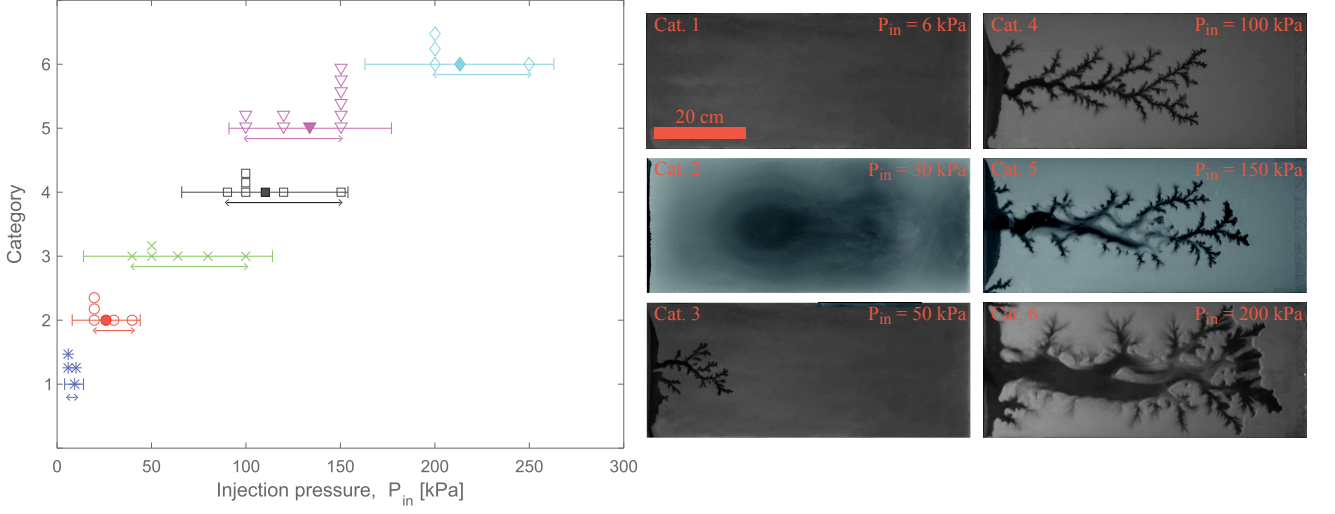 6
5
4
3
2
1
Category
0 50 100 150 200 250 300
Injection pressure, P_in [kPa]
Cat. 1 P_in = 6 kPa
20 cm
Cat. 2 P_in = 30 kPa
Cat. 3 P_in = 50 kPa
Cat. 4 P_in = 100 kPa
Cat. 5 P_in = 150 kPa
Cat. 6 P_in = 200 kPa